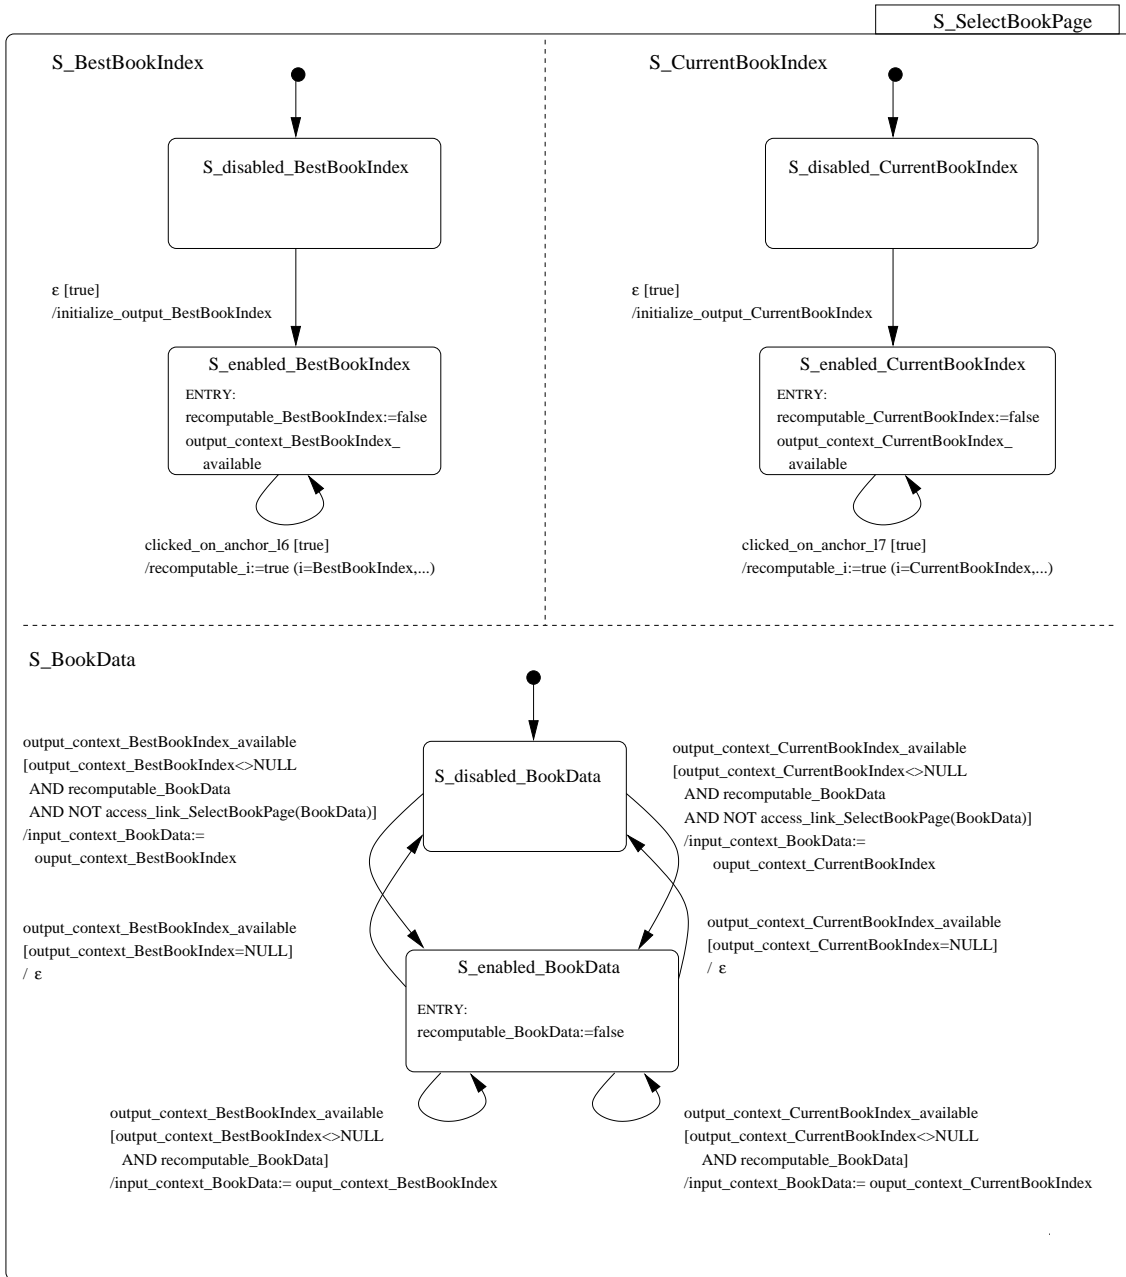 S_SelectBookPage
S_BestBookIndex
S_disabled_BestBookIndex
ε [true]
/initialize_output_BestBookIndex
S_enabled_BestBookIndex
ENTRY:
recomputable_BestBookIndex:=false
output_context_BestBookIndex_
available
clicked_on_anchor_l6 [true]
/recomputable_i:=true (i=BestBookIndex,...)
S_CurrentBookIndex
S_disabled_CurrentBookIndex
ε [true]
/initialize_output_CurrentBookIndex
S_enabled_CurrentBookIndex
ENTRY:
recomputable_CurrentBookIndex:=false
output_context_CurrentBookIndex_
available
clicked_on_anchor_l7 [true]
/recomputable_i:=true (i=CurrentBookIndex,...)
S_BookData
output_context_BestBookIndex_available
[output_context_BestBookIndex<>NULL
AND recomputable_BookData
AND NOT access_link_SelectBookPage(BookData)]
/input_context_BookData:=
ouput_context_BestBookIndex
S_disabled_BookData
output_context_CurrentBookIndex_available
[output_context_CurrentBookIndex<>NULL
AND recomputable_BookData
AND NOT access_link_SelectBookPage(BookData)]
/input_context_BookData:=
ouput_context_CurrentBookIndex
output_context_BestBookIndex_available
[output_context_BestBookIndex=NULL]
/ ε
output_context_CurrentBookIndex_available
[output_context_CurrentBookIndex=NULL]
/ ε
S_enabled_BookData
ENTRY:
recomputable_BookData:=false
output_context_BestBookIndex_available
[output_context_BestBookIndex<>NULL
AND recomputable_BookData]
/input_context_BookData:= ouput_context_BestBookIndex
output_context_CurrentBookIndex_available
[output_context_CurrentBookIndex<>NULL
AND recomputable_BookData]
/input_context_BookData:= ouput_context_CurrentBookIndex